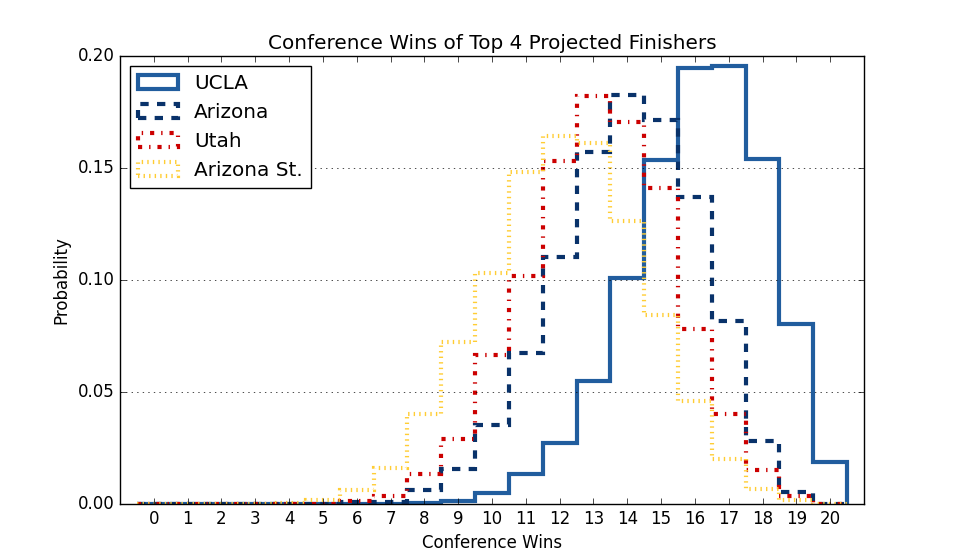 Conference Wins of Top 4 Projected Finishers
0.20
UCLA
Arizona
Utah
Arizona St.
0.15
0.10
0.05
0.00
Probability
0 1 2 3 4 5 6 7 8 9 10 11 12 13 14 15 16 17 18 19 20
Conference Wins